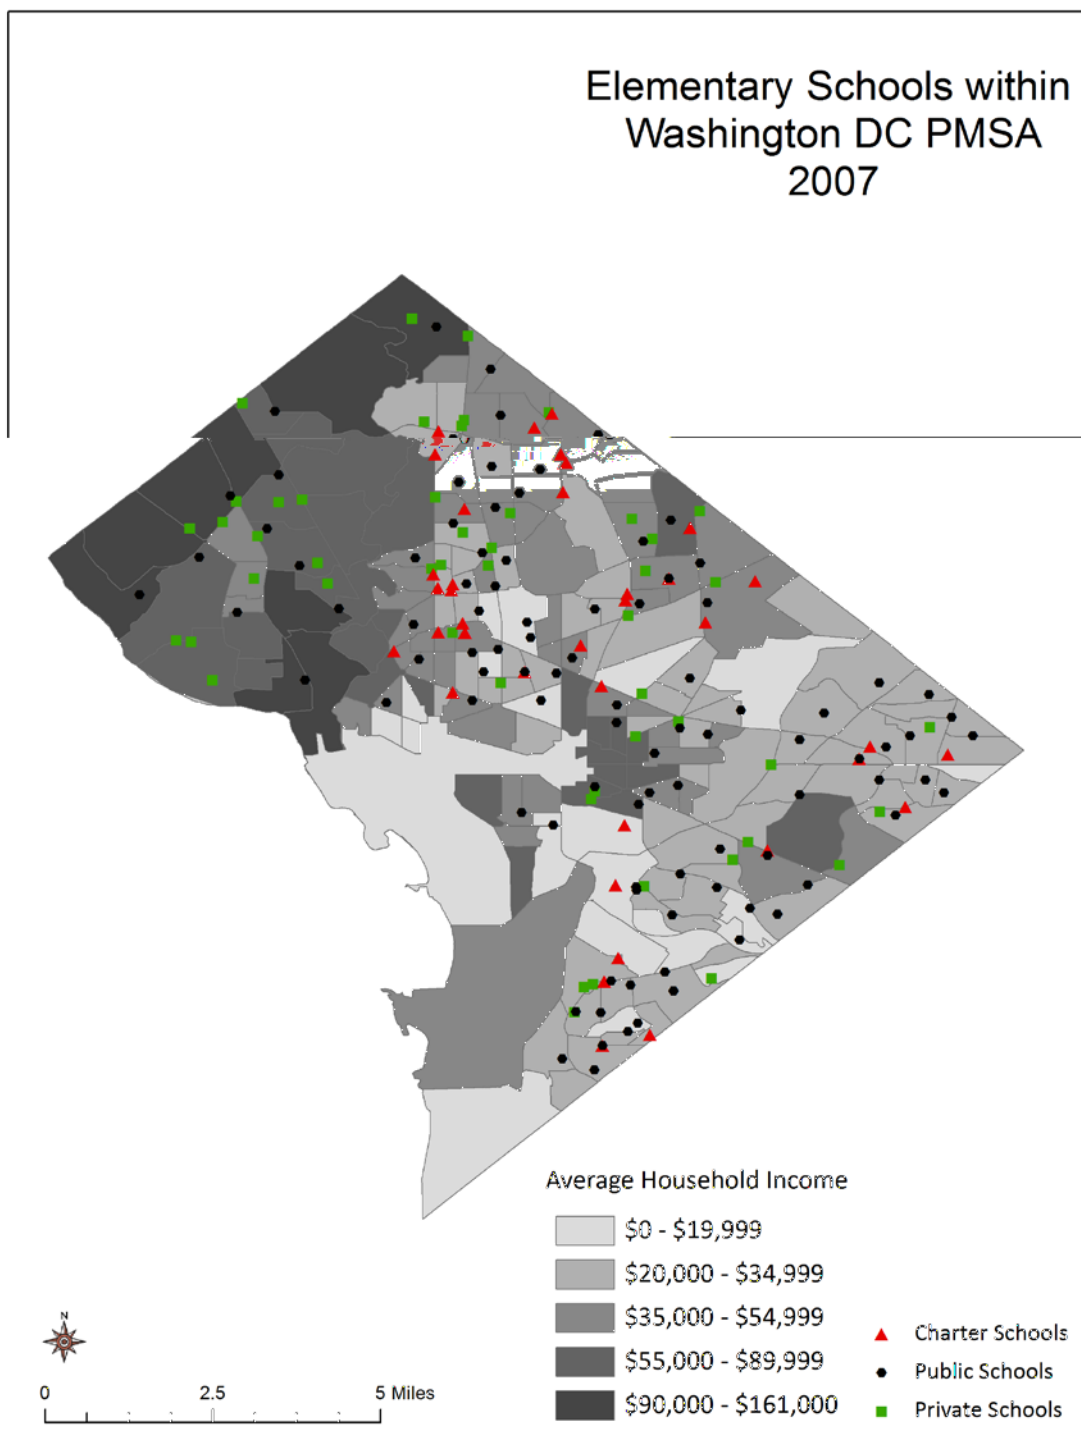 Elementary Schools within
Washington DC PMSA
2007
Average Household Income
$0 - $19,999
$20,000 - $34,999
$35,000 - $54,999
$55,000 - $89,999
$90,000 - $161,000
Charter Schools
Public Schools
Private Schools
N
0 2.5 5 Miles